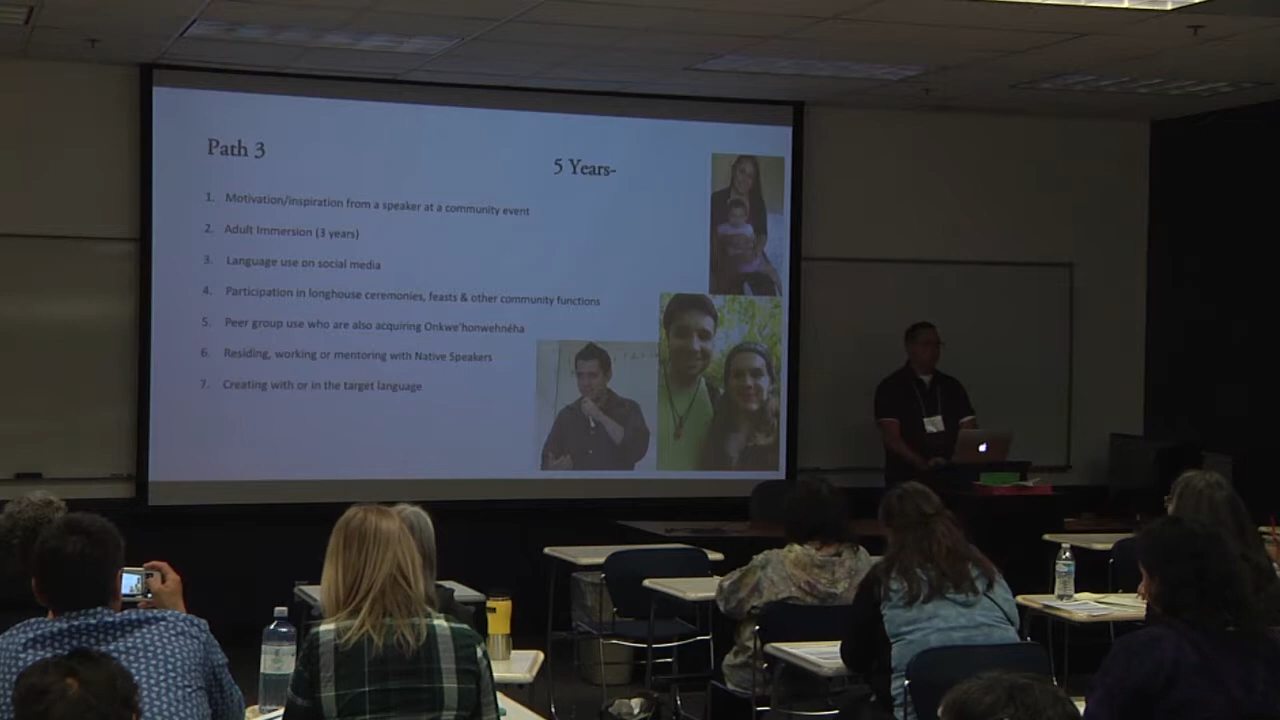 Path 3
5 Years-
1. Motivation/inspiration from a speaker at a community event
2. Adult Immersion (3 years)
3. Language use on social media
4. Participation in longhouse ceremonies, feasts & other community functions
5. Peer group use who are also acquiring Onkwe'honwehnéha
6. Residing, working or mentoring with Native Speakers
7. Creating with or in the target language